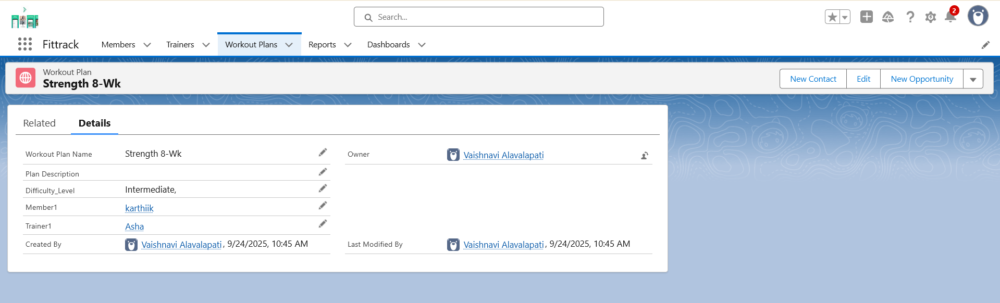 Search...
2
Fittrack Members Trainers Workout Plans Reports Dashboards
Workout Plan
Strength 8-Wk
New Contact Edit New Opportunity
Related Details
Workout Plan Name Strength 8-Wk Owner Vaishnavi Alavalapati
Plan Description
Difficulty_Level Intermediate,
Member1 karthiik
Trainer1 Asha
Created By Vaishnavi Alavalapati, 9/24/2025, 10:45 AM Last Modified By Vaishnavi Alavalapati, 9/24/2025, 10:45 AM